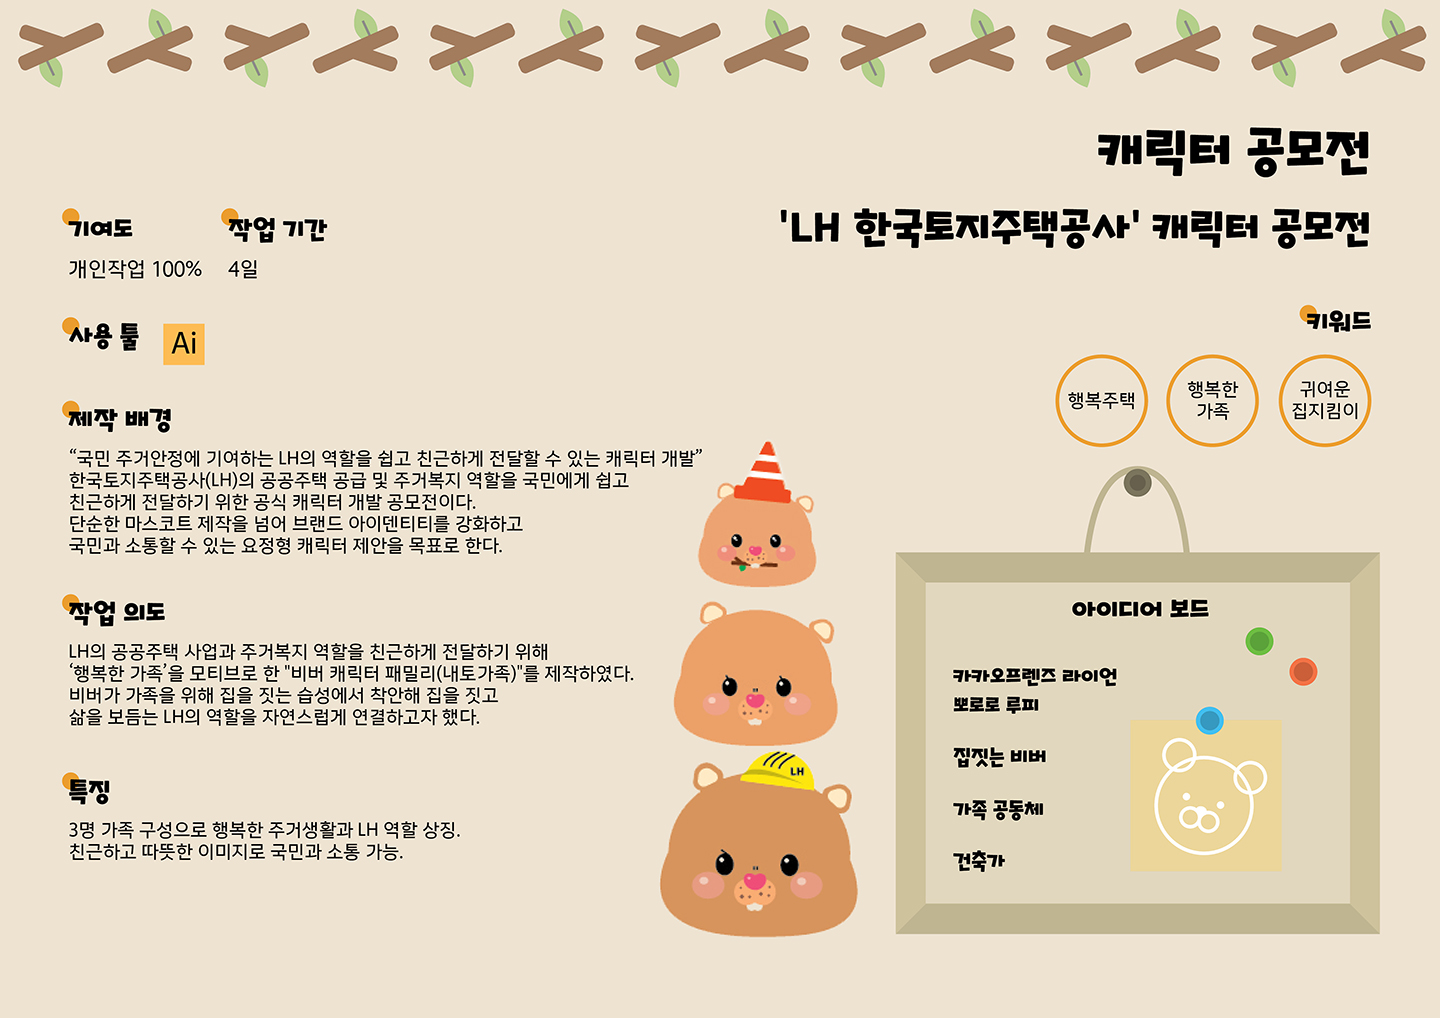 캐릭터 공모전
'LH 한국토지주택공사' 캐릭터 공모전
기여도
개인작업 100%
작업 기간
4일
사용 툴
Ai
키워드
행복주택
행복한
가족
귀여운
집지킴이
제작 배경
“국민 주거안정에 기여하는 LH의 역할을 쉽고 친근하게 전달할 수 있는 캐릭터 개발”
한국토지주택공사(LH)의 공공주택 공급 및 주거복지 역할을 국민에게 쉽고
친근하게 전달하기 위한 공식 캐릭터 개발 공모전이다.
단순한 마스코트 제작을 넘어 브랜드 아이덴티티를 강화하고
국민과 소통할 수 있는 요정형 캐릭터 제안을 목표로 한다.
작업 의도
LH의 공공주택 사업과 주거복지 역할을 친근하게 전달하기 위해
‘행복한 가족’을 모티브로 한 "비버 캐릭터 패밀리(내토가족)"를 제작하였다.
비버가 가족을 위해 집을 짓는 습성에서 착안해 집을 짓고
삶을 보듬는 LH의 역할을 자연스럽게 연결하고자 했다.
특징
3명 가족 구성으로 행복한 주거생활과 LH 역할 상징.
친근하고 따뜻한 이미지로 국민과 소통 가능.
LH
아이디어 보드
카카오프렌즈 라이언
뽀로로 루피
집짓는 비버
가족 공동체
건축가